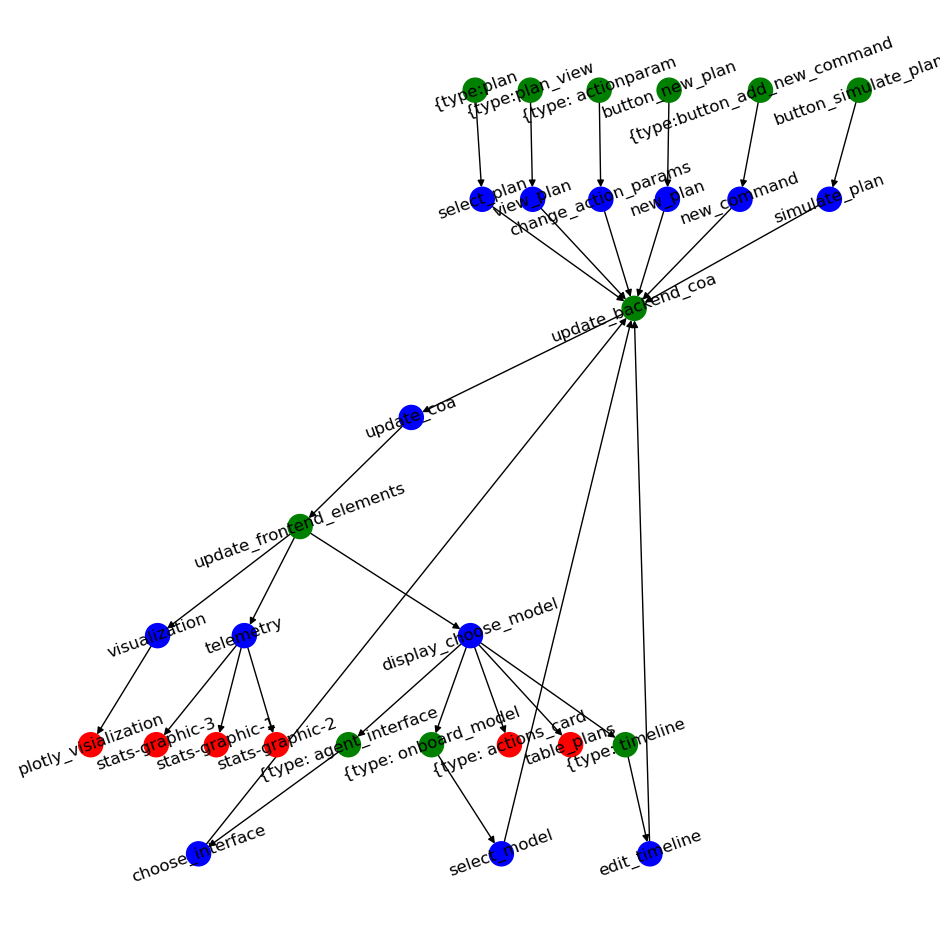 {type:plan
{type:plan_view
{type: actionparam
button_new_plan
{type:button_add_new_command
button_simulate_plan
select_plan
view_plan
change_action_params
new_plan
new_command
simulate_plan
update_backend_coa
update_coa
update_frontend_elements
visualization
telemetry
display_choose_model
plotly_visialization
stats-graphic-3
stats-graphic-1
stats-graphic-2
{type: agent_interface
{type: onboard_model
{type: actions_card
table_plans
{type: timeline
choose_interface
select_model
edit_timeline